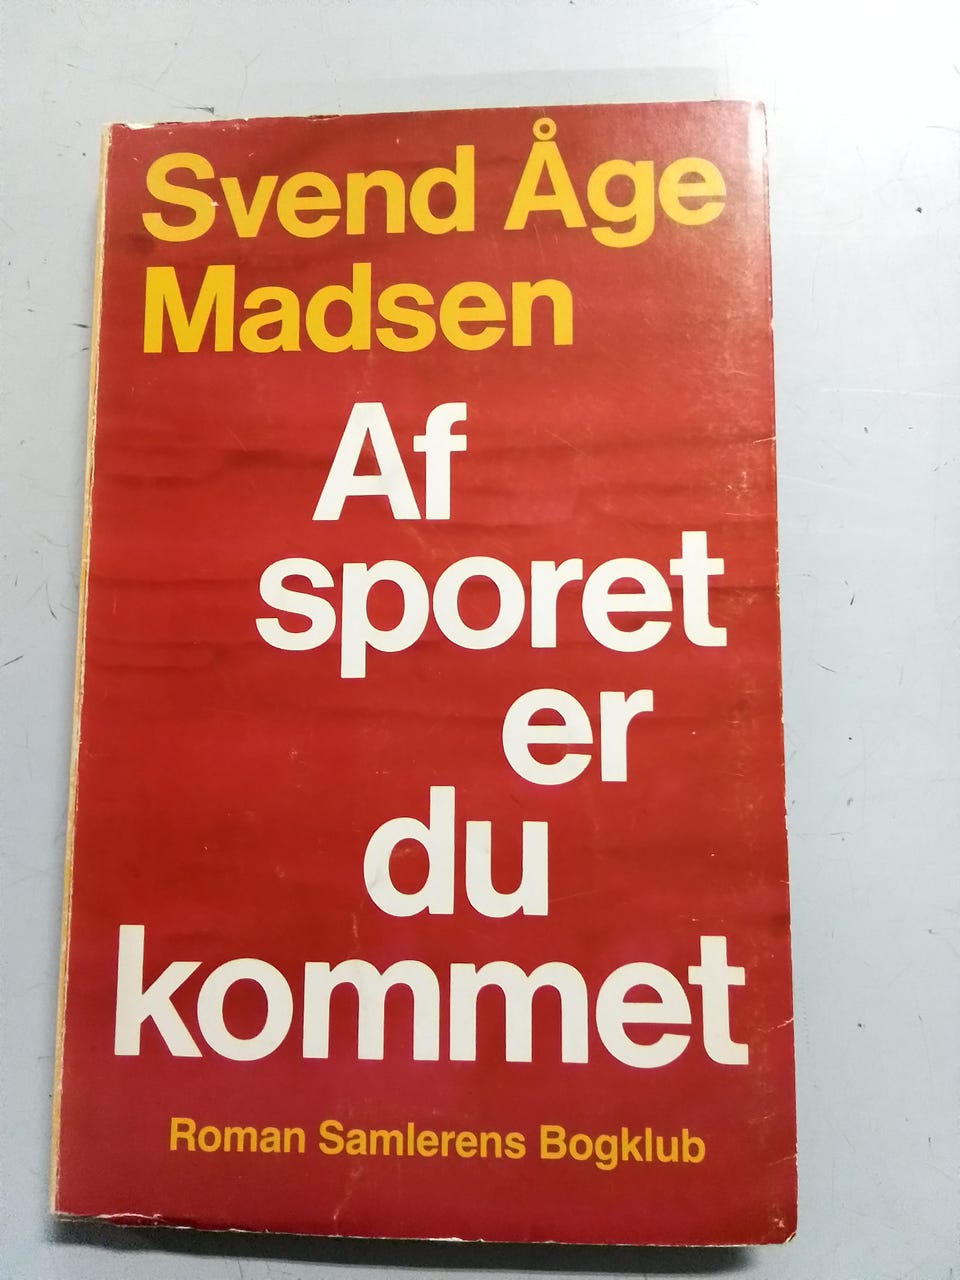 Svend Åge
Madsen
Af
sporet
er
du
kommet
Roman Samlerens Bogklub